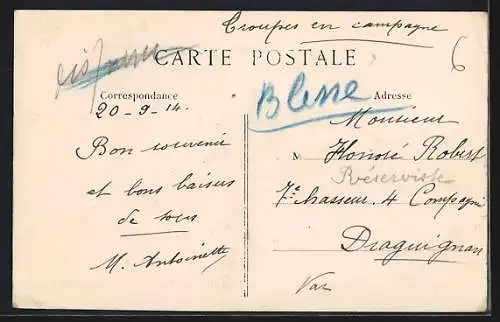 Troupes en campagne
6
CARTE POSTALE
Correspondance
Adresse
Blessé
20-9-14.
Bon souvenir
et bons baisers
de tous
M. Antoinette
Monsieur
M Honoré Robert
Réserviste
7e chasseur. 4 Compagnie
Draguignan
Var